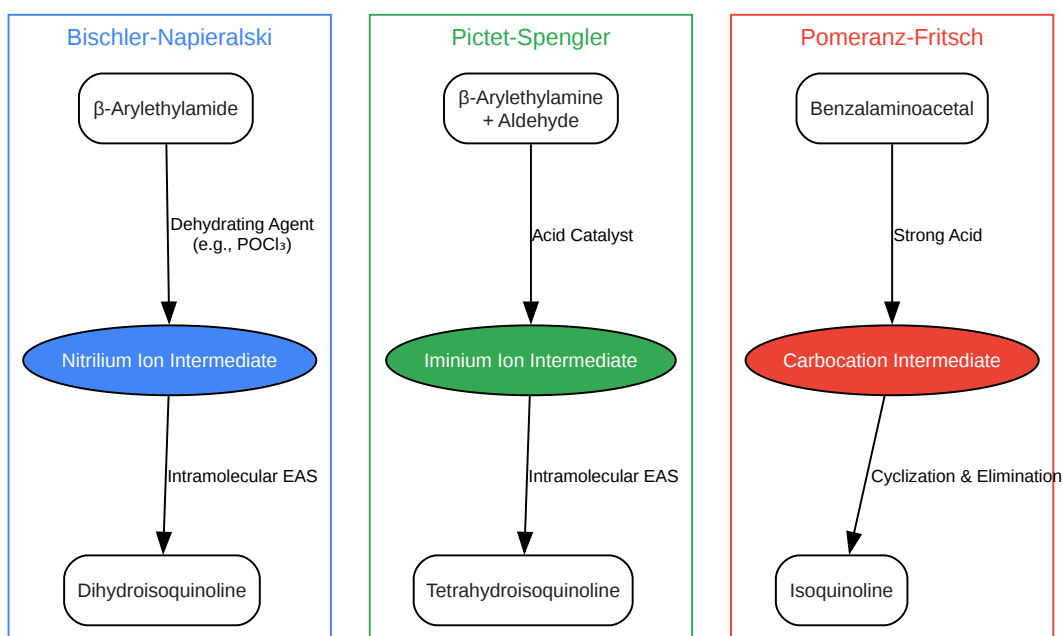 Bischler-Napieralski
β-Arylethylamide
Dehydrating Agent
(e.g., POCl₃)
Nitrilium Ion Intermediate
Intramolecular EAS
Dihydroisoquinoline
Pictet-Spengler
β-Arylethylamine
+ Aldehyde
Acid Catalyst
Iminium Ion Intermediate
Intramolecular EAS
Tetrahydroisoquinoline
Pomeranz-Fritsch
Benzalaminoacetal
Strong Acid
Carbocation Intermediate
Cyclization & Elimination
Isoquinoline